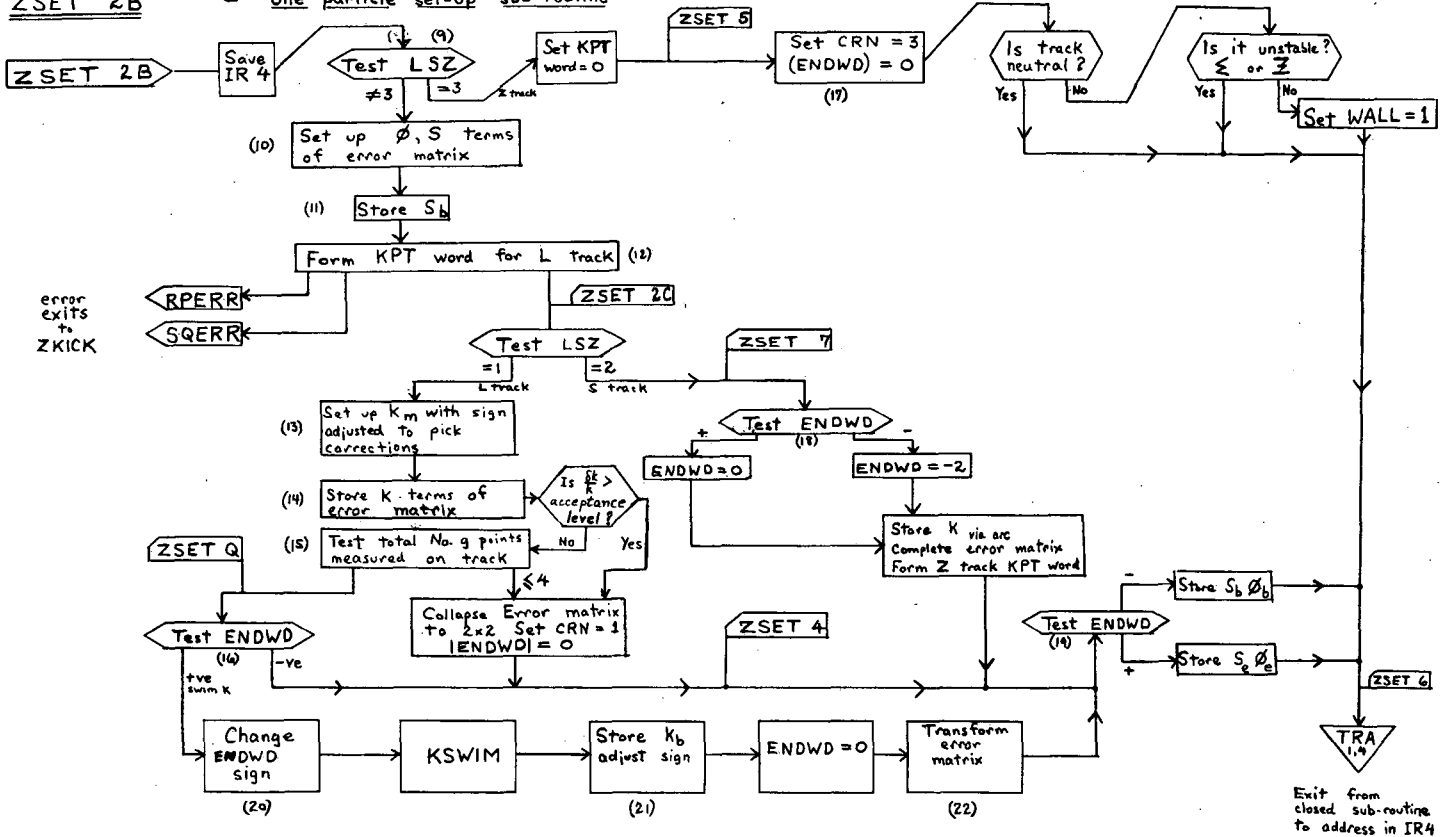 ZSET 2B
— One particle set-up sub-routine
ZSET 2B
Save
IR 4
(9)
Test LSZ
≠3
=3
Z track
Set KPT
word = 0
ZSET 5
Set CRN = 3
(ENDWD) = 0
(17)
Is track
neutral ?
Yes
No
Is it unstable?
Σ or Ξ
Yes
No
Set WALL = 1
(10)
Set up Ø, S terms
of error matrix
(11)
Store Sb
Form KPT word for L track
(12)
error
exits
to
ZKICK
RPERR
SQERR
ZSET 2C
Test LSZ
=1
L track
=2
S track
ZSET 7
(13)
Set up Km with sign
adjusted to pick
corrections
Test ENDWD
(18)
+
-
ENDWD = 0
ENDWD = -2
(14)
Store K terms of
error matrix
Is δk/k >
acceptance
level ?
No
Yes
(15)
Test total No. of points
measured on track
≤4
ZSET Q
Store K via arc
Complete error matrix
Form Z track KPT word
Collapse Error matrix
to 2x2 Set CRN = 1
|ENDWD| = 0
ZSET 4
Test ENDWD
(16)
+ve
swim K
-ve
Test ENDWD
(19)
-
+
Store Sb Øb
Store Se Øe
ZSET 6
Change
ENDWD
sign
(20)
KSWIM
Store kb
adjust sign
(21)
ENDWD = 0
Transform
error
matrix
(22)
TRA
1,4
Exit from
closed sub-routine
to address in IR4